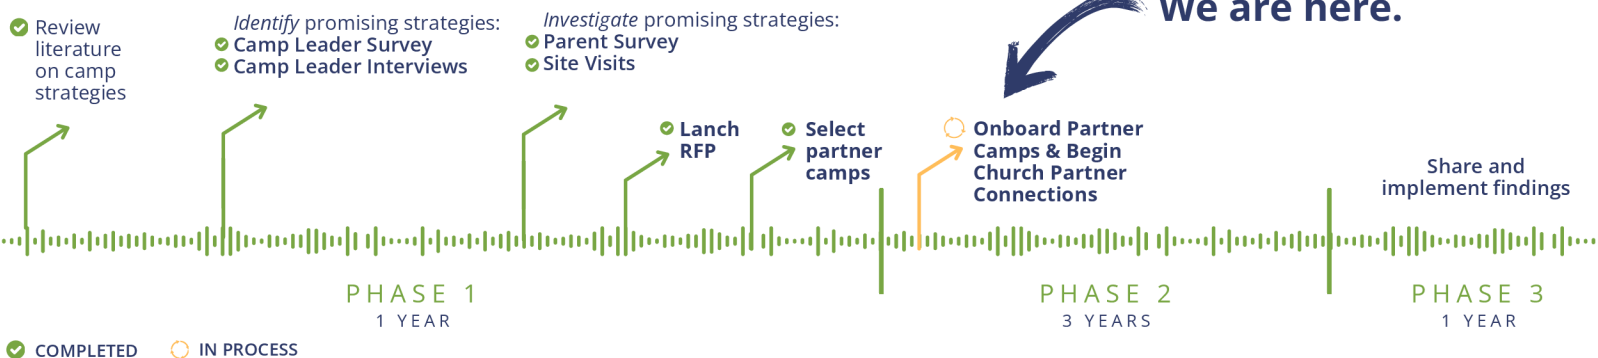 Review
literature
on camp
strategies
Identify promising strategies:
Camp Leader Survey
Camp Leader Interviews
Investigate promising strategies:
Parent Survey
Site Visits
Lanch
RFP
Select
partner
camps
We are here.
Onboard Partner
Camps & Begin
Church Partner
Connections
Share and
implement findings
PHASE 1
1 YEAR
PHASE 2
3 YEARS
PHASE 3
1 YEAR
COMPLETED
IN PROCESS